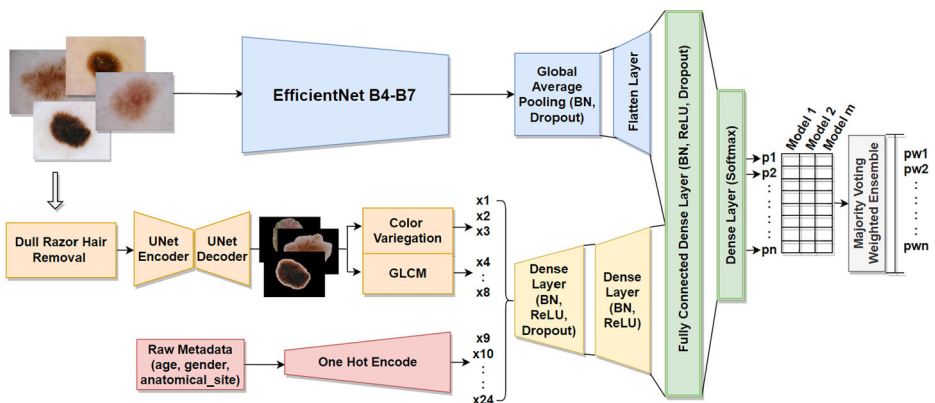 EfficientNet B4-B7
Global
Average
Pooling (BN,
Dropout)
Flatten Layer
Fully Connected Dense Layer (BN, ReLU, Dropout)
Dense Layer (Softmax)
p1
p2
pn
Model 1
Model 2
Model m
Majority Voting
Weighted Ensemble
pw1
pw2
pwn
Dull Razor Hair
Removal
UNet
Encoder
UNet
Decoder
Color
Variegation
GLCM
x1
x2
x3
x4
x8
x9
x10
x24
Dense
Layer
(BN,
ReLU,
Dropout)
Dense
Layer
(BN,
ReLU)
Raw Metadata
(age, gender,
anatomical_site)
One Hot Encode